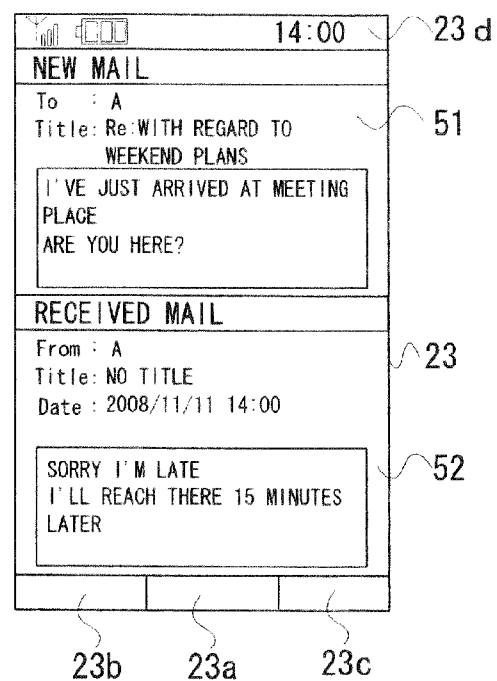 14:00 23d
NEW MAIL
To : A
51
Title: Re:WITH REGARD TO
WEEKEND PLANS
I'VE JUST ARRIVED AT MEETING
PLACE
ARE YOU HERE?
RECEIVED MAIL
From : A
23
Title: NO TITLE
Date : 2008/11/11 14:00
52
SORRY I'M LATE
I'LL REACH THERE 15 MINUTES
LATER
23b 23a 23c